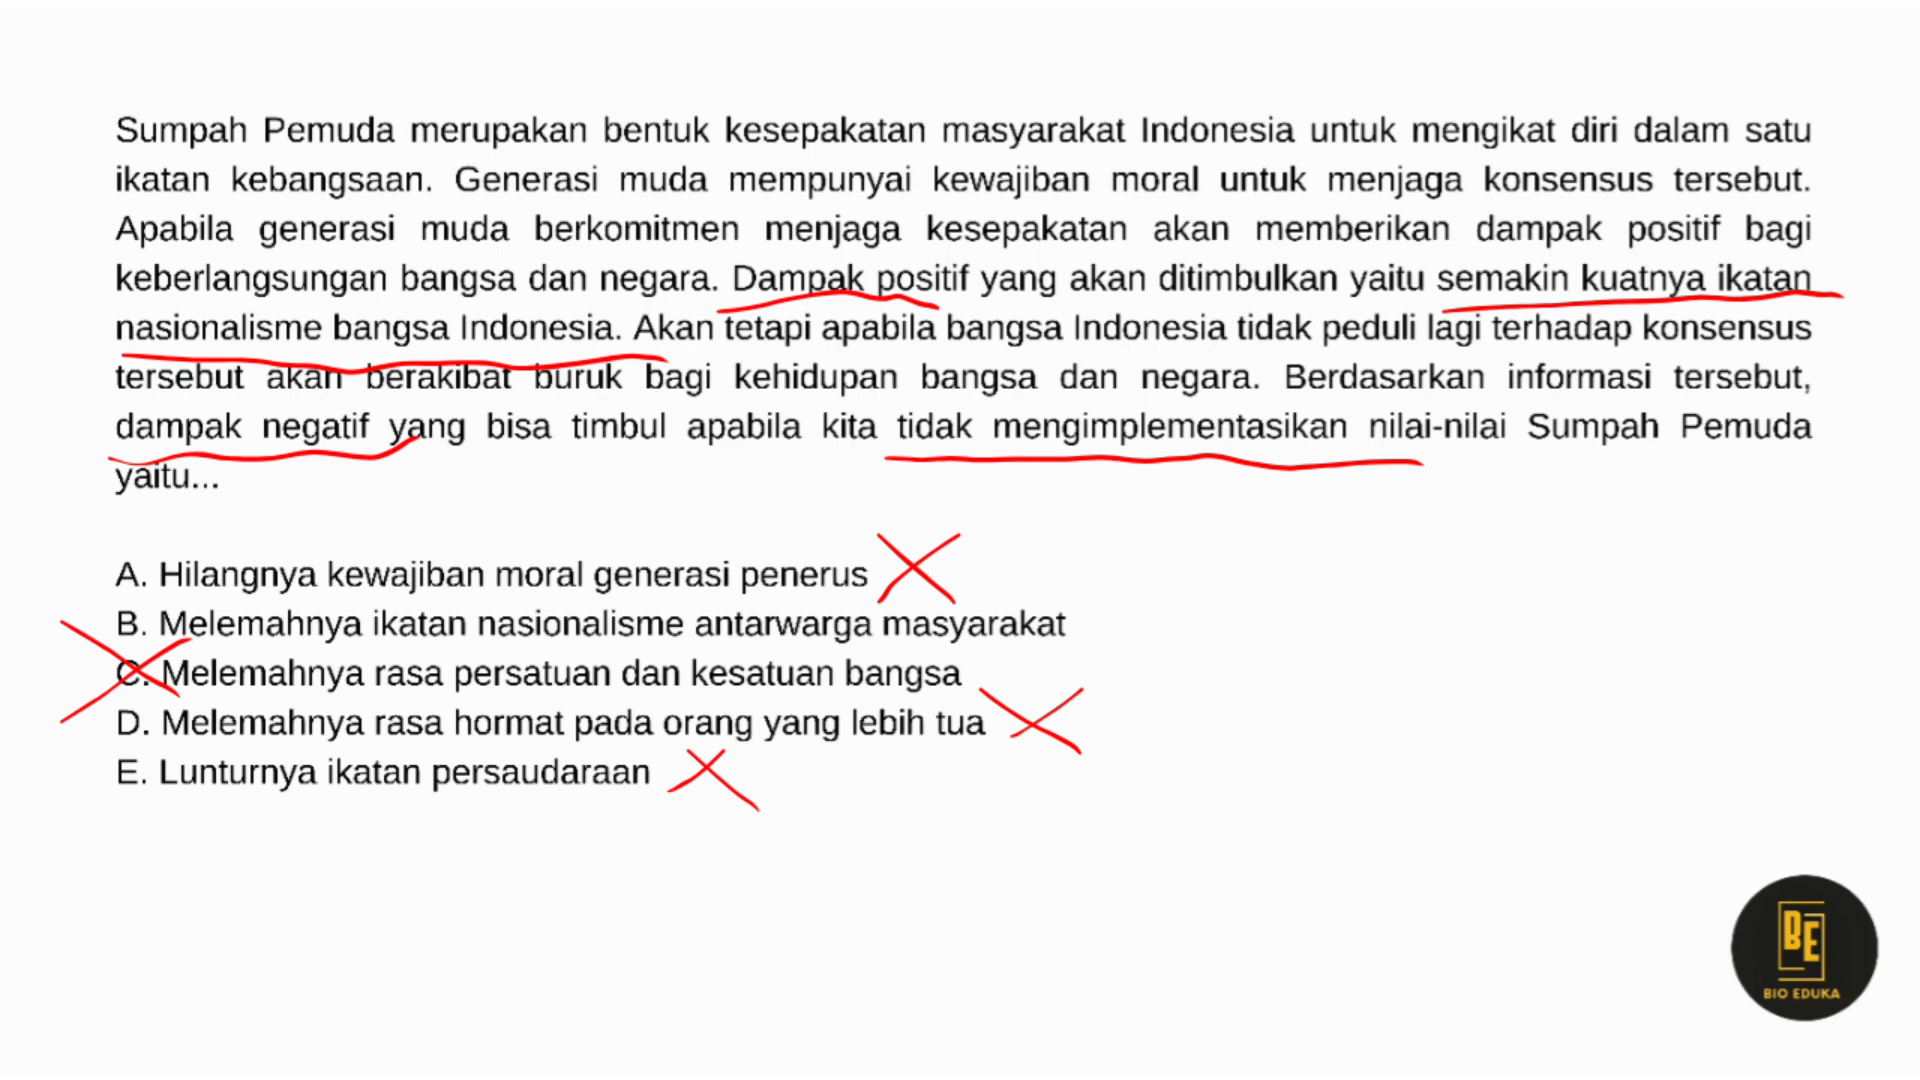 Sumpah Pemuda merupakan bentuk kesepakatan masyarakat Indonesia untuk mengikat diri dalam satu
ikatan kebangsaan. Generasi muda mempunyai kewajiban moral untuk menjaga konsensus tersebut.
Apabila generasi muda berkomitmen menjaga kesepakatan akan memberikan dampak positif bagi
keberlangsungan bangsa dan negara. Dampak positif yang akan ditimbulkan yaitu semakin kuatnya ikatan
nasionalisme bangsa Indonesia. Akan tetapi apabila bangsa Indonesia tidak peduli lagi terhadap konsensus
tersebut akan berakibat buruk bagi kehidupan bangsa dan negara. Berdasarkan informasi tersebut,
dampak negatif yang bisa timbul apabila kita tidak mengimplementasikan nilai-nilai Sumpah Pemuda
yaitu...
A. Hilangnya kewajiban moral generasi penerus
B. Melemahnya ikatan nasionalisme antarwarga masyarakat
C. Melemahnya rasa persatuan dan kesatuan bangsa
D. Melemahnya rasa hormat pada orang yang lebih tua
E. Lunturnya ikatan persaudaraan
BE
BIO EDUKA